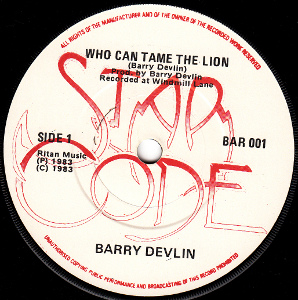 ALL RIGHTS OF THE MANUFACTURER AND OF THE OWNER OF THE RECORDED WORK RESERVED
WHO CAN TAME THE LION
(Barry Devlin)
Prod. by Barry Devlin
Recorded at Windmill Lane
STAR
SIDE 1
BAR 001
Ritan Music
(P) 1983
(C) 1983
CODE
BARRY DEVLIN
UNAUTHORISED COPYING PUBLIC PERFORMANCE AND BROADCASTING OF THIS RECORD PROHIBITED